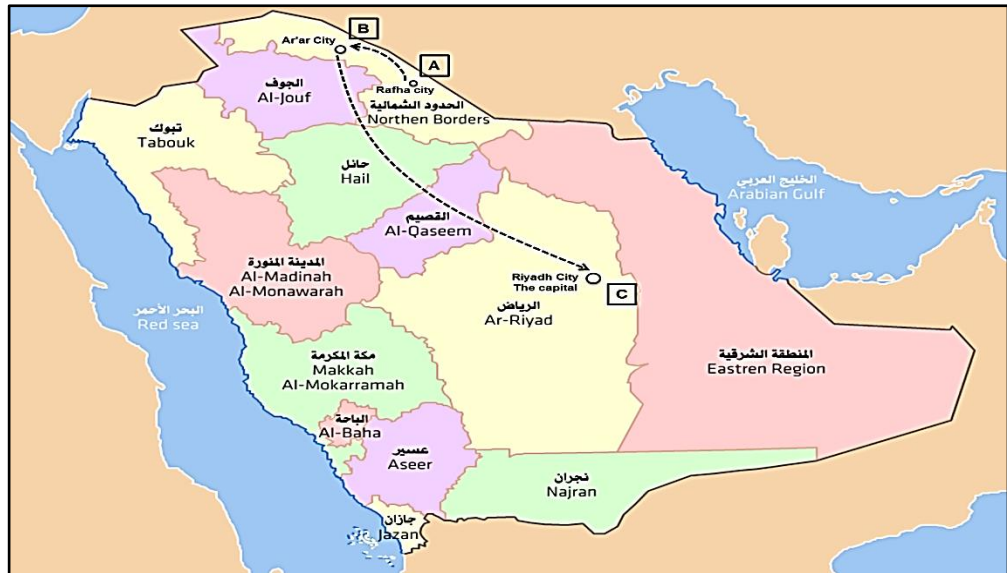 B
Ar'ar City
A
Rafha city
الجوف
Al-Jouf
الحدود الشمالية
Northen Borders
تبوك
Tabouk
حائل
Hail
الخليج العربي
Arabian Gulf
القصيم
Al-Qaseem
المدينة المنورة
Al-Madinah
Al-Monawarah
Riyadh City
The capital
C
الرياض
Ar-Riyad
البحر الأحمر
Red sea
مكة المكرمة
Makkah
Al-Mokarramah
المنطقة الشرقية
Eastren Region
الباحة
Al-Baha
عسير
Aseer
نجران
Najran
جازان
Jazan